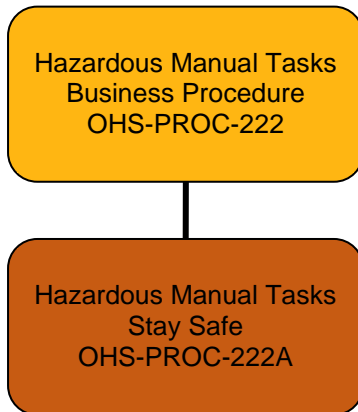 Hazardous Manual Tasks
Business Procedure
OHS-PROC-222
Hazardous Manual Tasks
Stay Safe
OHS-PROC-222A